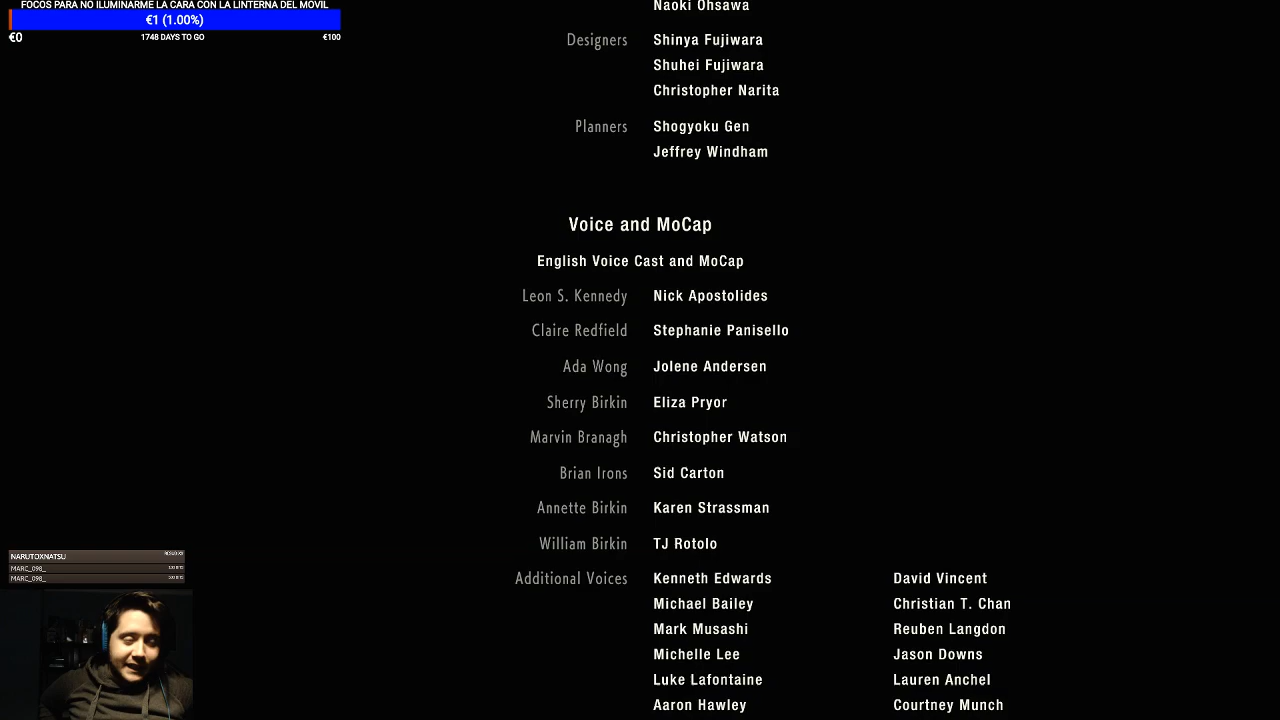 FOCOS PARA NO ILUMINARME LA CARA CON LA LINTERNA DEL MOVIL
€1 (1.00%)
€0 1748 DAYS TO GO €100
Naoki Ohsawa
Designers Shinya Fujiwara
Shuhei Fujiwara
Christopher Narita
Planners Shogyoku Gen
Jeffrey Windham
Voice and MoCap
English Voice Cast and MoCap
Leon S. Kennedy Nick Apostolides
Claire Redfield Stephanie Panisello
Ada Wong Jolene Andersen
Sherry Birkin Eliza Pryor
Marvin Branagh Christopher Watson
Brian Irons Sid Carton
Annette Birkin Karen Strassman
William Birkin TJ Rotolo
Additional Voices Kenneth Edwards David Vincent
Michael Bailey Christian T. Chan
Mark Musashi Reuben Langdon
Michelle Lee Jason Downs
Luke Lafontaine Lauren Anchel
Aaron Hawley Courtney Munch
NARUTOXNATSU
MARC_098_
MARC_098_